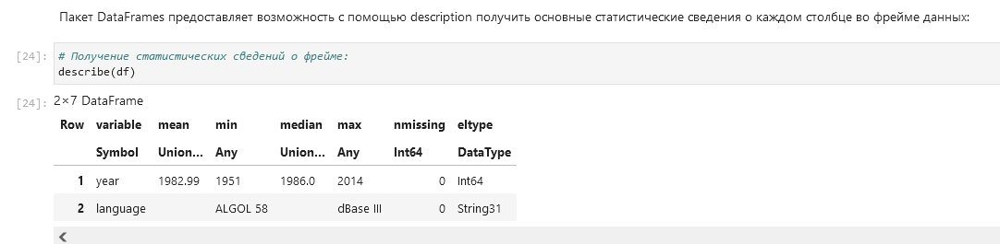 Пакет DataFrames предоставляет возможность с помощью description получить основные статистические сведения о каждом столбце во фрейме данных:
[24]: # Получение статистических сведений о фрейме:
describe(df)
[24]: 2×7 DataFrame
Row variable mean min median max nmissing eltype
Symbol Union... Any Union... Any Int64 DataType
1 year 1982.99 1951 1986.0 2014 0 Int64
2 language ALGOL 58 dBase III 0 String31